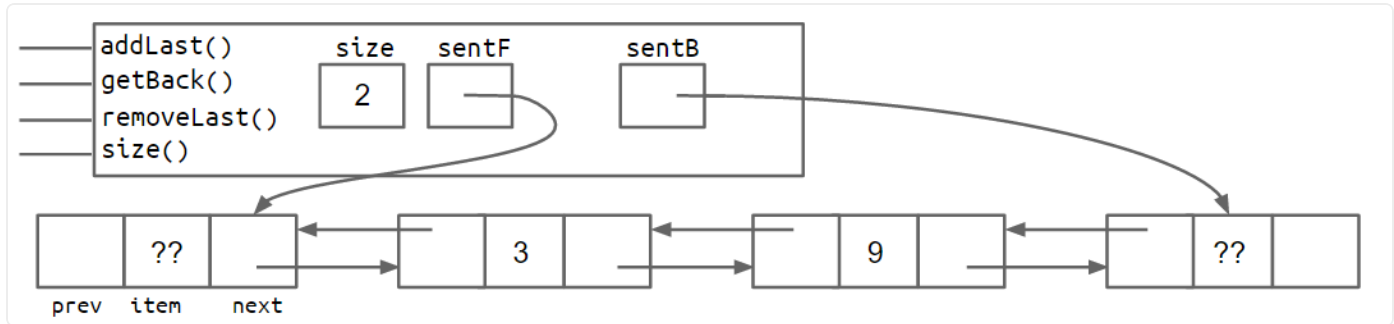 addLast() size sentF sentB
getBack() 2
removeLast()
size()
?? 3 9 ??
prev item next